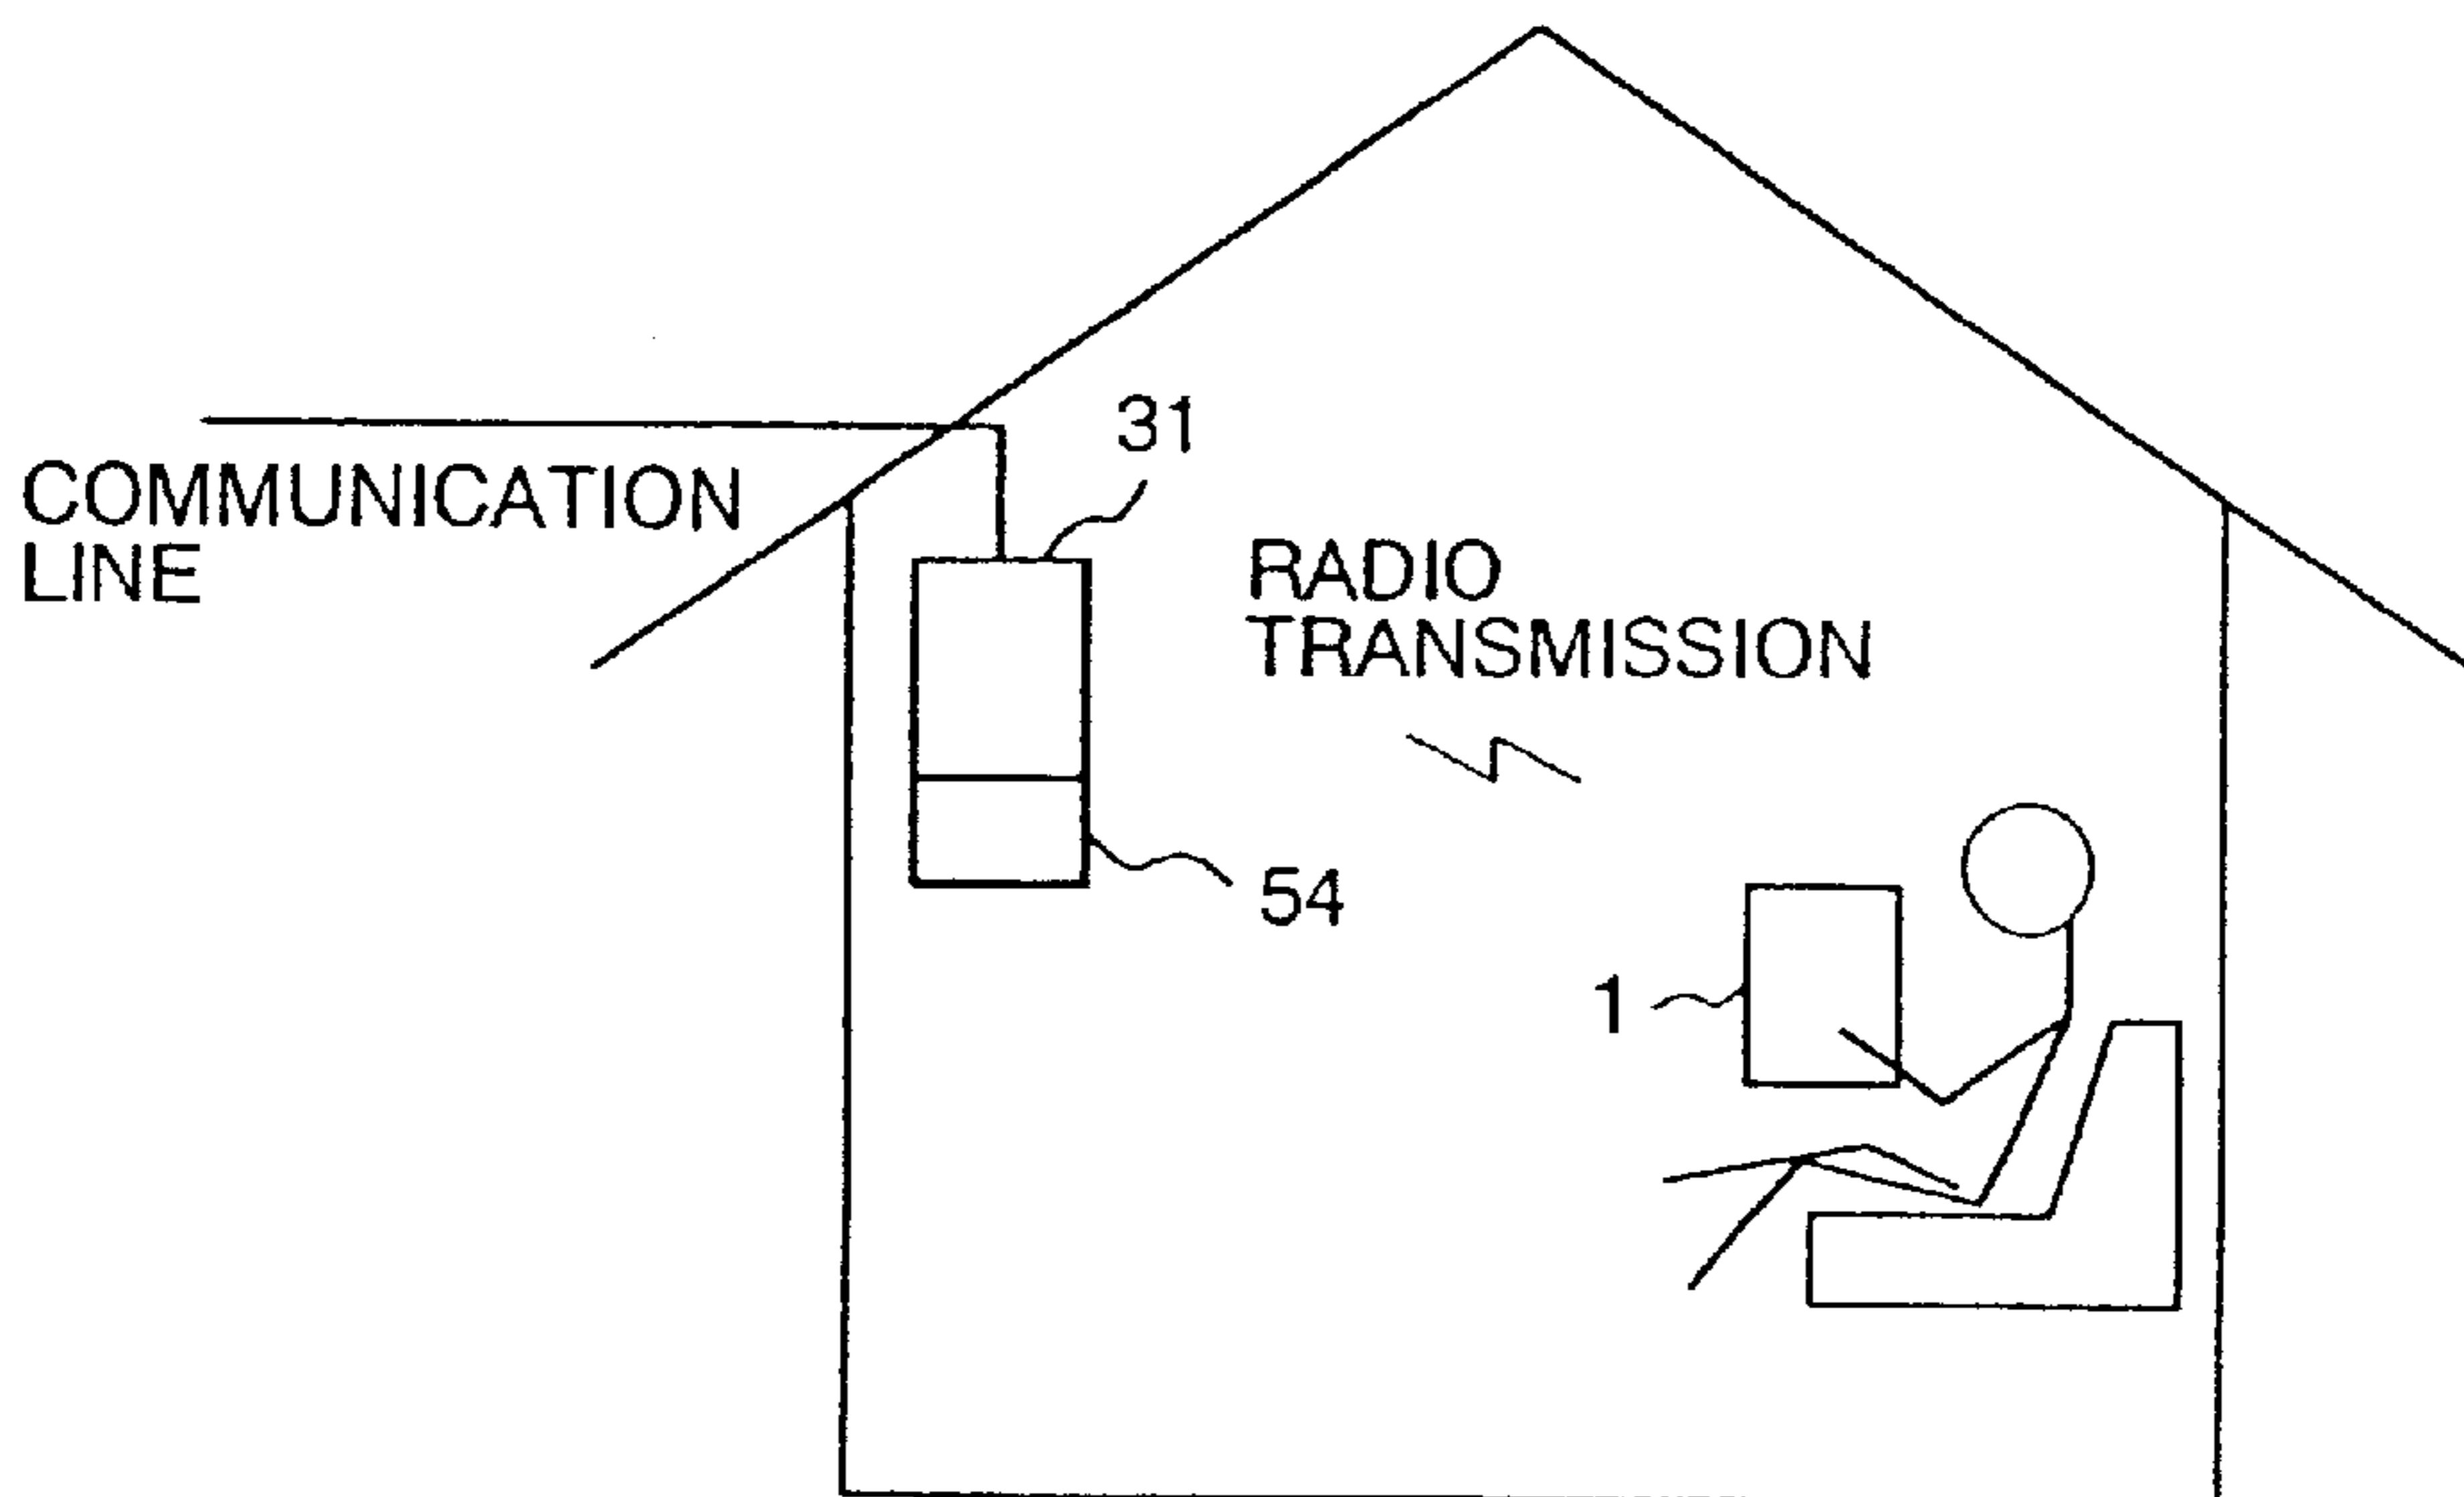 31
COMMUNICATION
LINE
RADIO
TRANSMISSION
54
1